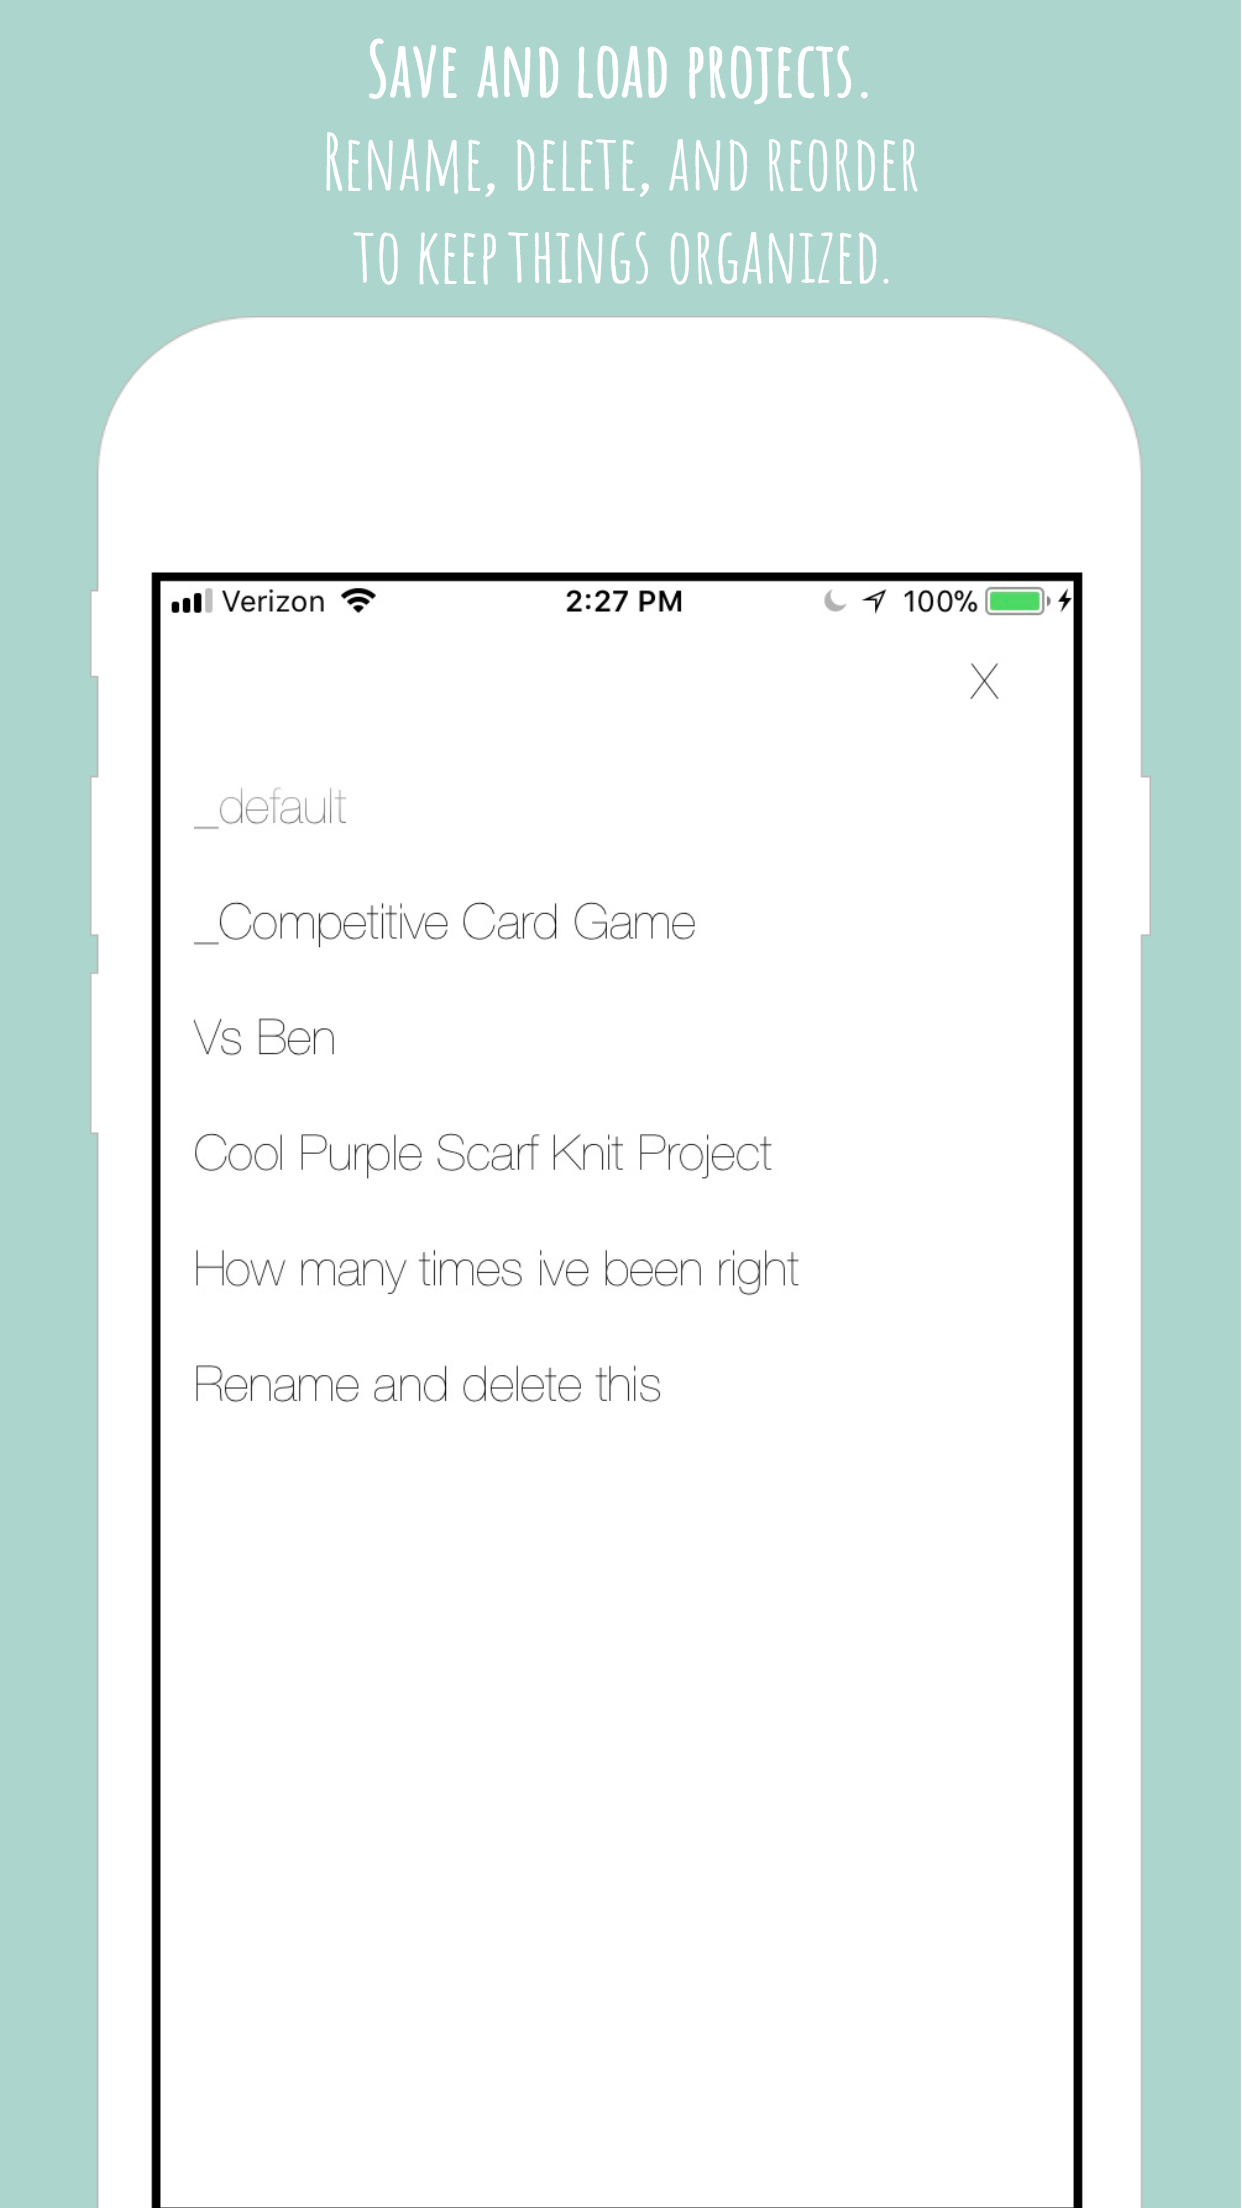 Save and load projects.
Rename, delete, and reorder
to keep things organized.
Verizon 2:27 PM 100%
X
_default
_Competitive Card Game
Vs Ben
Cool Purple Scarf Knit Project
How many times ive been right
Rename and delete this